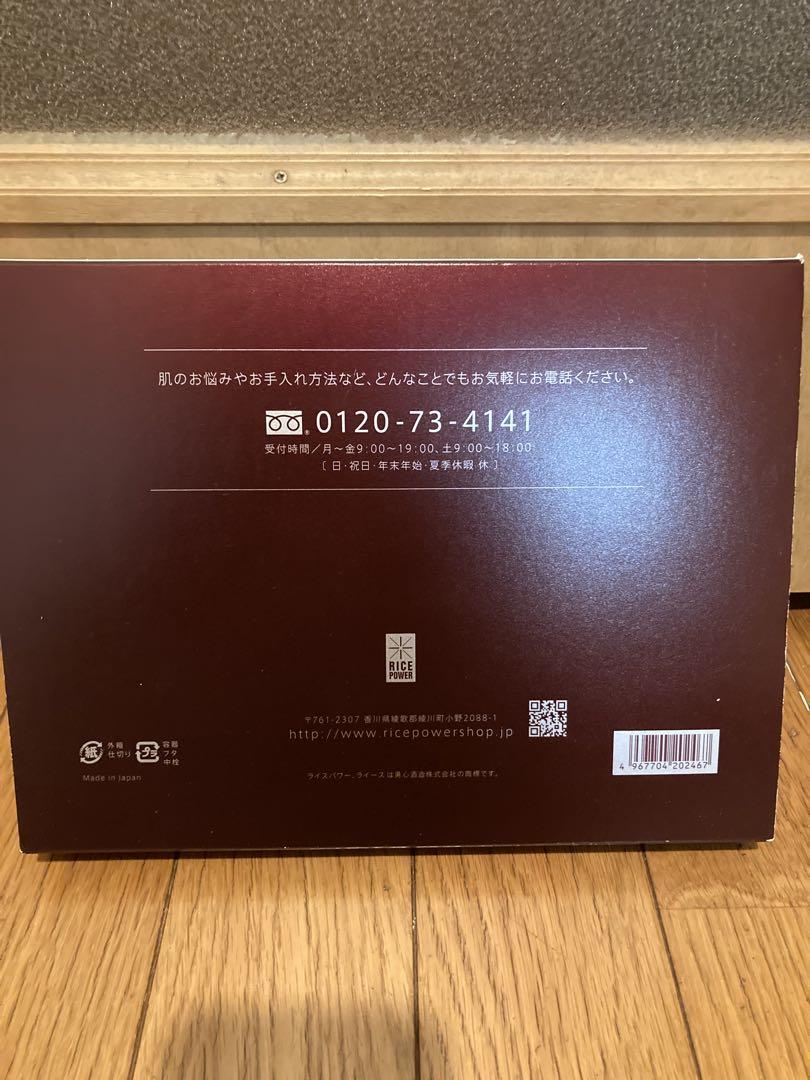 肌のお悩みやお手入れ方法など、どんなことでもお気軽にお電話ください。
0120-73-4141
受付時間／月〜金9:00〜19:00、土9:00〜18:00
［ 日・祝日・年末年始・夏季休暇 休 ］
米
RICE
POWER
〒761-2307 香川県綾歌郡綾川町小野2088-1
http://www.ricepowershop.jp
紙 外箱 仕切り
プラ 容器 フタ 中栓
Made in Japan
ライスパワー、ライースは勇心酒造株式会社の商標です。
4 967704 202467